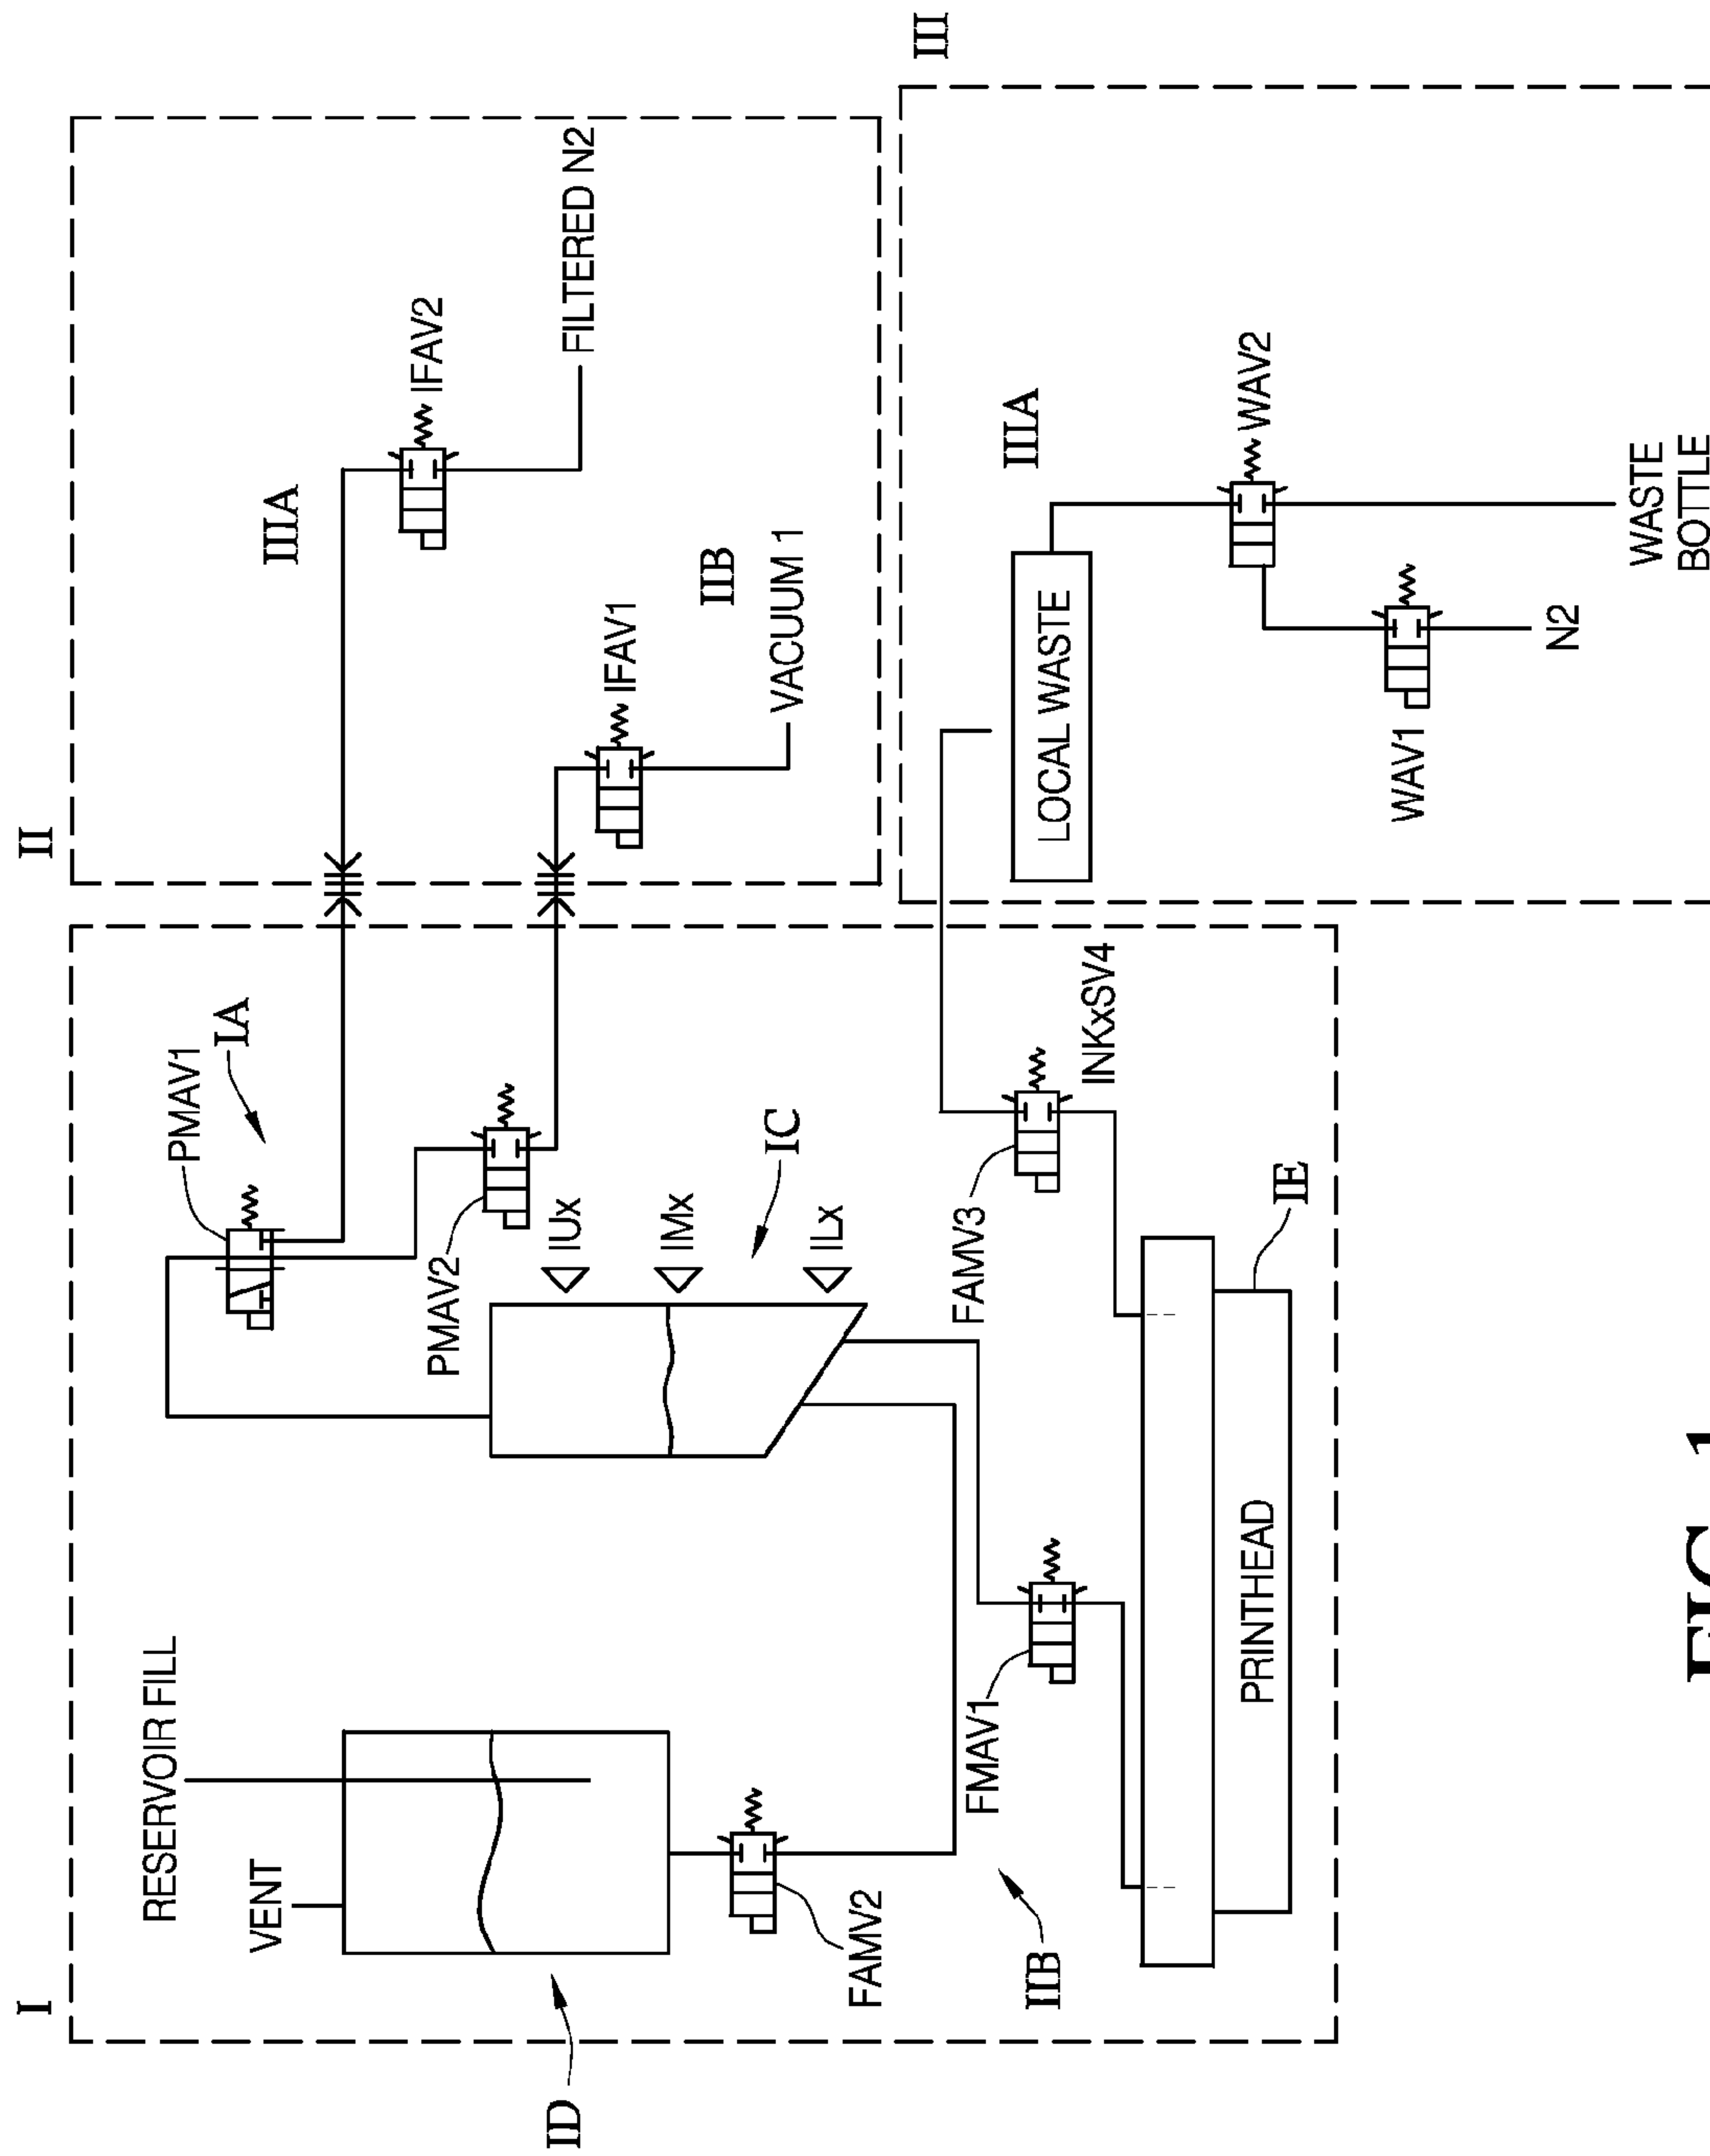 I
II
III
RESERVOIR FILL
VENT
PMAV1
IA
IIIA
IFAV2
FILTERED N2
PMAV2
IUx
IMx
ILx
IC
IFAV1
IIB
VACUUM 1
ID
FAMV2
FMAV1
IIB
FAMV3
INKxSV4
IE
PRINTHEAD
LOCAL WASTE
IIIA
WAV2
WAV1
N2
WASTE
BOTTLE
FIG. 1